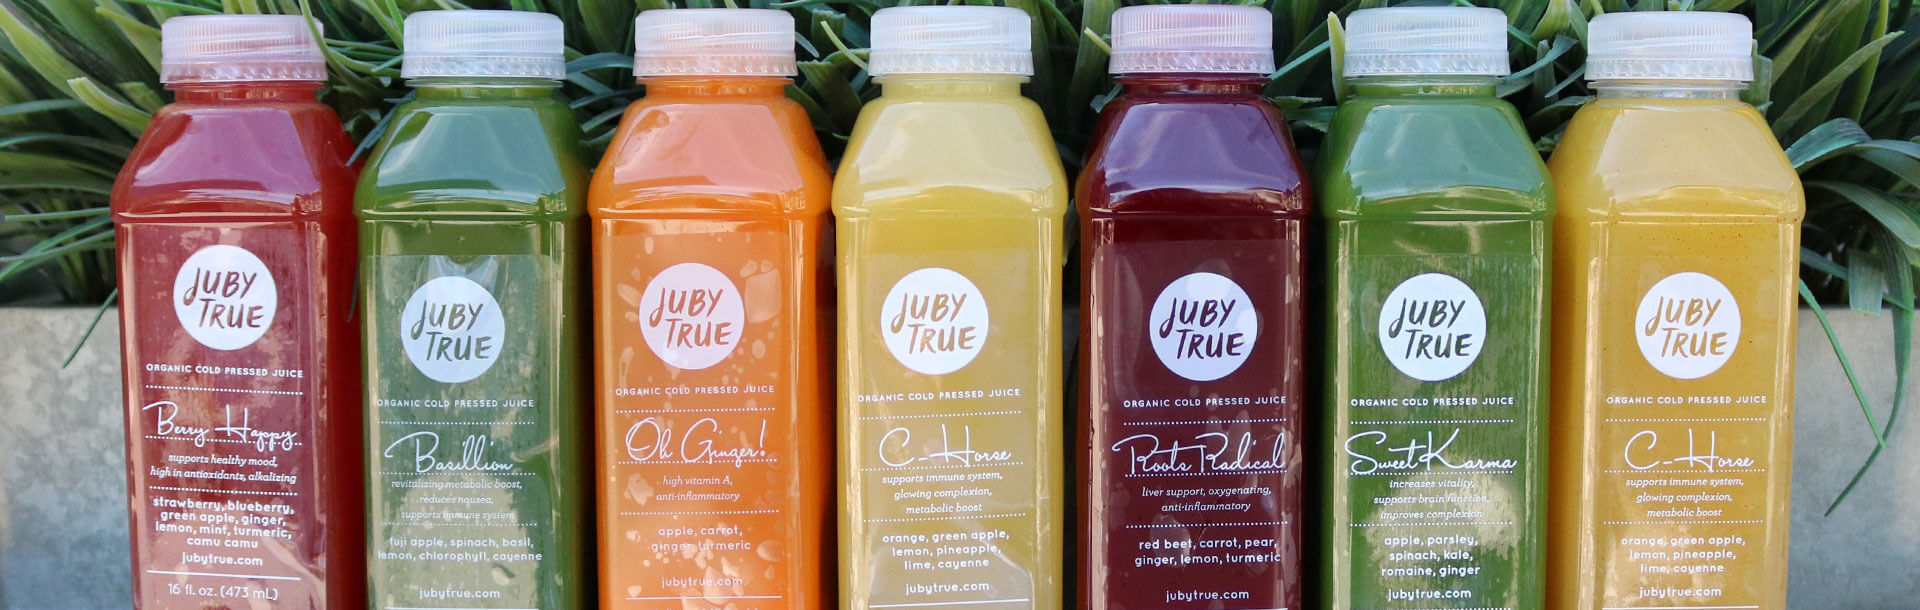 JUBY
TRUE
ORGANIC COLD PRESSED JUICE
Berry Happy
supports healthy mood,
high in antioxidants, alkalizing
strawberry, blueberry,
green apple, ginger,
lemon, mint, turmeric,
camu camu
jubytrue.com
16 fl. oz. (473 mL)
JUBY
TRUE
ORGANIC COLD PRESSED JUICE
Basillion
revitalizing metabolic boost,
reduces nausea,
supports immune system
fuji apple, spinach, basil,
lemon, chlorophyll, cayenne
jubytrue.com
JUBY
TRUE
ORGANIC COLD PRESSED JUICE
Oh Ginger!
high vitamin A,
anti-inflammatory
apple, carrot,
ginger, turmeric
jubytrue.com
JUBY
TRUE
ORGANIC COLD PRESSED JUICE
C-Horse
supports immune system,
glowing complexion,
metabolic boost
orange, green apple,
lemon, pineapple,
lime, cayenne
jubytrue.com
JUBY
TRUE
ORGANIC COLD PRESSED JUICE
Roots Radical
liver support, oxygenating,
anti-inflammatory
red beet, carrot, pear,
ginger, lemon, turmeric
jubytrue.com
JUBY
TRUE
ORGANIC COLD PRESSED JUICE
Sweet Karma
increases vitality,
supports brain function,
improves complexion
apple, parsley,
spinach, kale,
romaine, ginger
jubytrue.com
JUBY
TRUE
ORGANIC COLD PRESSED JUICE
C-Horse
supports immune system,
glowing complexion,
metabolic boost
orange, green apple,
lemon, pineapple,
lime, cayenne
jubytrue.com